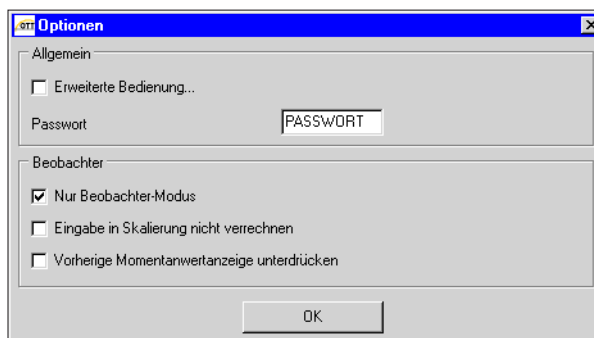 OTT Optionen
Allgemein
Erweiterte Bedienung...
Passwort PASSWORT
Beobachter
Nur Beobachter-Modus
Eingabe in Skalierung nicht verrechnen
Vorherige Momentanwertanzeige unterdrücken
OK